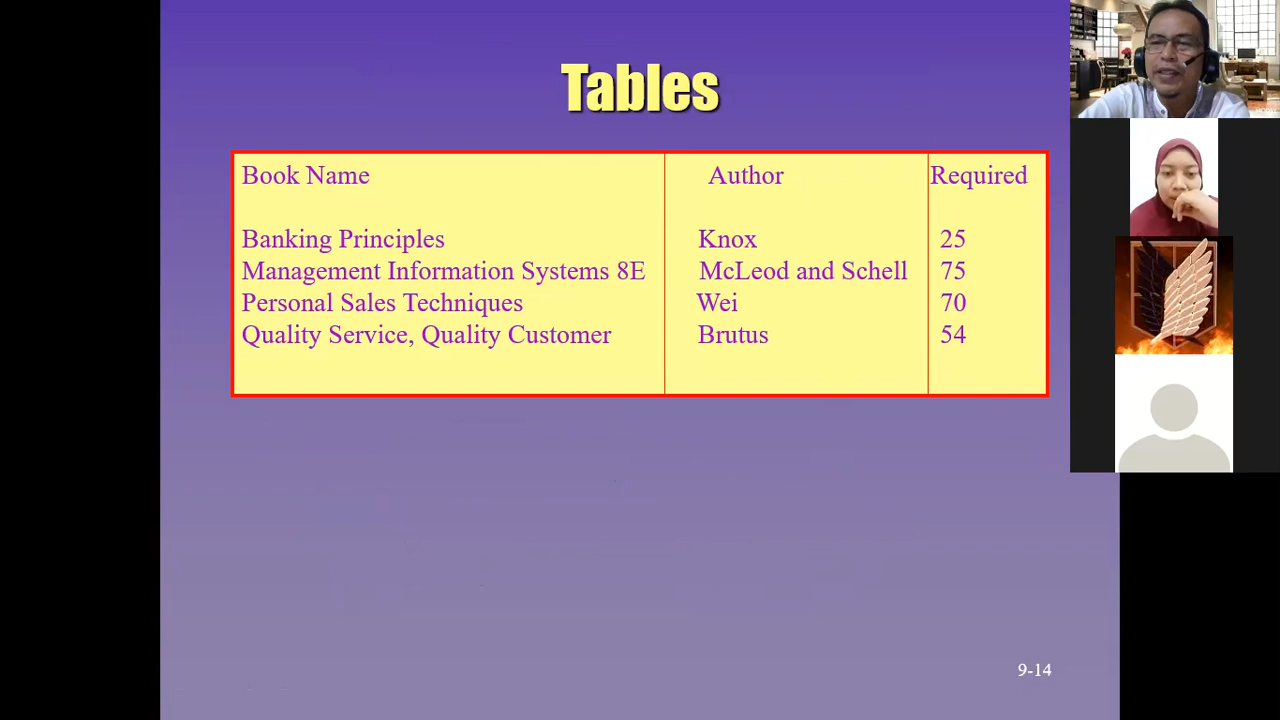 Tables
Book Name Author Required
Banking Principles Knox 25
Management Information Systems 8E McLeod and Schell 75
Personal Sales Techniques Wei 70
Quality Service, Quality Customer Brutus 54
9-14